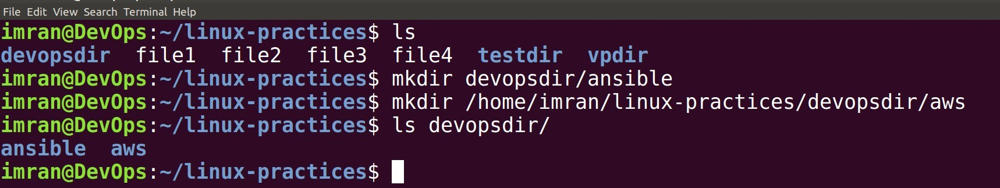 File Edit View Search Terminal Help
imran@DevOps:~/linux-practices$ ls
devopsdir  file1  file2  file3  file4  testdir  vpdir
imran@DevOps:~/linux-practices$ mkdir devopsdir/ansible
imran@DevOps:~/linux-practices$ mkdir /home/imran/linux-practices/devopsdir/aws
imran@DevOps:~/linux-practices$ ls devopsdir/
ansible  aws
imran@DevOps:~/linux-practices$